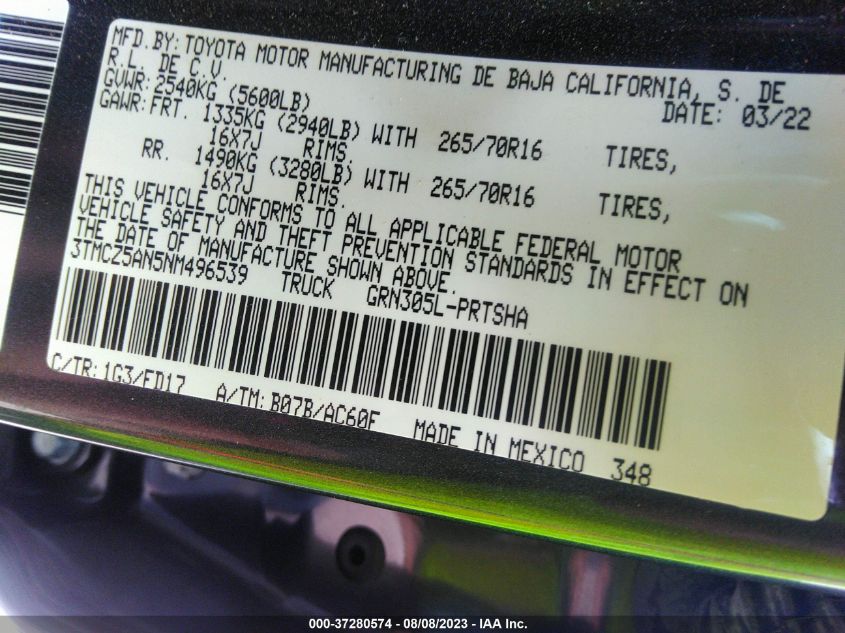 MFD. BY: TOYOTA MOTOR MANUFACTURING DE BAJA CALIFORNIA, S. DE
R.L. DE C.V. DATE: 03/22
GVWR: 2540KG (5600LB)
GAWR: FRT. 1335KG (2940LB) WITH 265/70R16 TIRES,
16X7J RIMS.
RR. 1490KG (3280LB) WITH 265/70R16 TIRES,
16X7J RIMS.
THIS VEHICLE CONFORMS TO ALL APPLICABLE FEDERAL MOTOR
VEHICLE SAFETY AND THEFT PREVENTION STANDARDS IN EFFECT ON
THE DATE OF MANUFACTURE SHOWN ABOVE.
3TMCZ5AN5NM496539 TRUCK GRN305L-PRTSHA
C/TR: 1G3/FD17 A/TM: B07B/AC60F MADE IN MEXICO 348
000-37280574 - 08/08/2023 - IAA Inc.